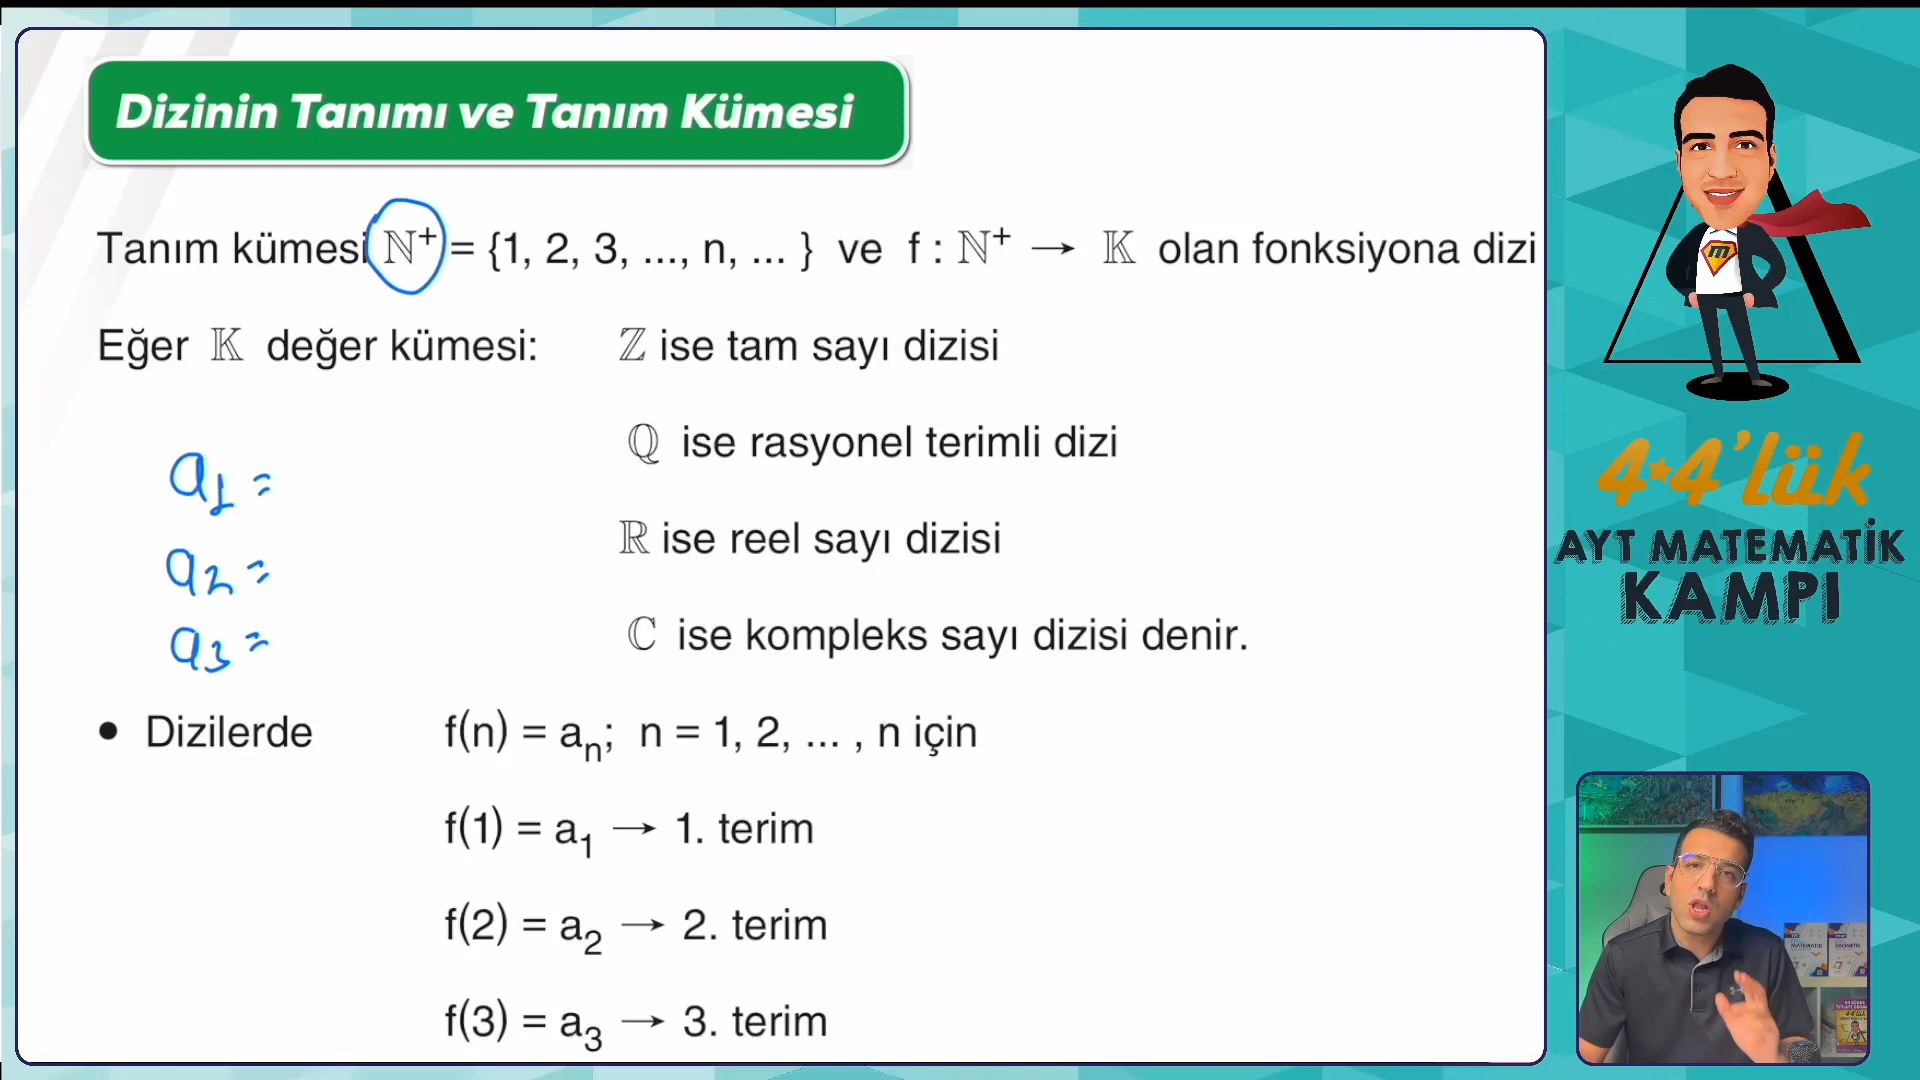 Dizinin Tanımı ve Tanım Kümesi
Tanım kümesi ℕ⁺ = {1, 2, 3, ..., n, ... } ve f : ℕ⁺ → 𝕂 olan fonksiyona dizi
Eğer 𝕂 değer kümesi: ℤ ise tam sayı dizisi
ℚ ise rasyonel terimli dizi
a₁ =
ℝ ise reel sayı dizisi
a₂ =
ℂ ise kompleks sayı dizisi denir.
a₃ =
• Dizilerde f(n) = aₙ; n = 1, 2, ... , n için
f(1) = a₁ → 1. terim
f(2) = a₂ → 2. terim
f(3) = a₃ → 3. terim
m
4★4'lük
AYT MATEMATİK
KAMPI
MATEMATİK
GEOMETRİ